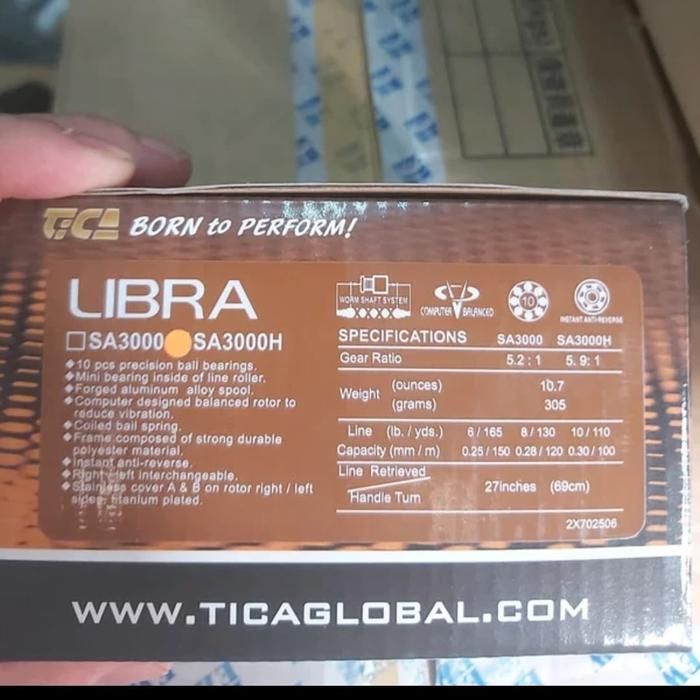 TiCA BORN to PERFORM!
LIBRA
SA3000 SA3000H
◆10 pcs precision ball bearings.
◆Mini bearing inside of line roller.
◆Forged aluminum alloy spool.
◆Computer designed balanced rotor to
reduce vibration.
◆Coiled bail spring.
◆Frame composed of strong durable
polyester material.
◆Instant anti-reverse.
◆Right/left interchangeable.
◆Stainless cover A & B on rotor right / left
sides, titanium plated.
WORM SHAFT SYSTEM
COMPUTER BALANCED
10
INSTANT ANTI-REVERSE
SPECIFICATIONS SA3000 SA3000H
Gear Ratio 5.2 : 1 5. 9: 1
Weight (ounces) 10.7
(grams) 305
Line (lb. / yds.) 6 / 165 8 / 130 10 / 110
Capacity (mm / m) 0.25 / 150 0.28 / 120 0.30 / 100
Line Retrieved
Handle Turn
27inches (69cm)
2X702506
WWW.TICAGLOBAL.COM